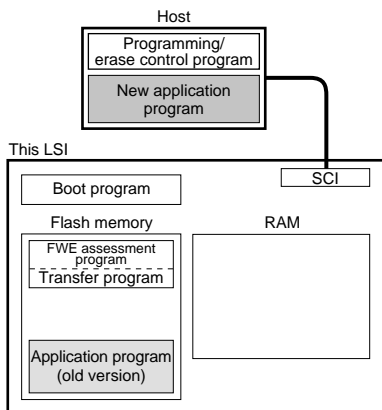 Host
Programming/
erase control program
New application
program
This LSI
SCI
Boot program
Flash memory
RAM
FWE assessment
program
Transfer program
Application program
(old version)